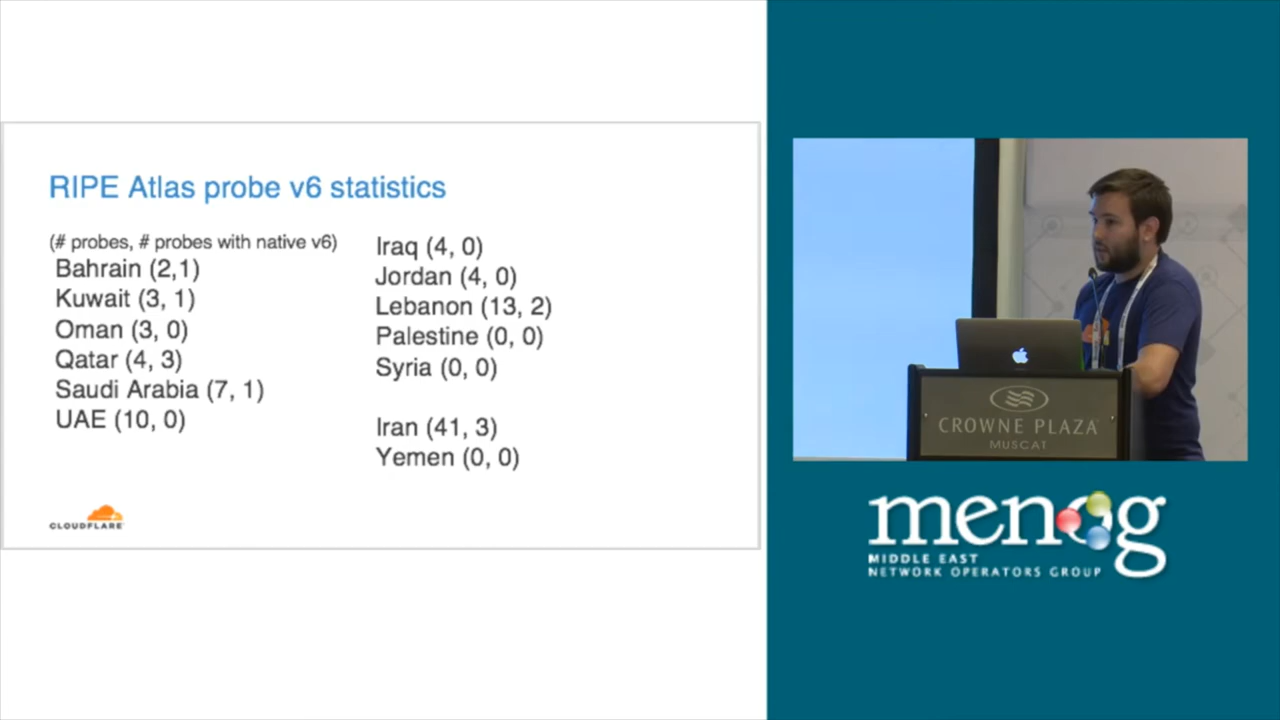 RIPE Atlas probe v6 statistics
(# probes, # probes with native v6)
Bahrain (2,1)
Kuwait (3, 1)
Oman (3, 0)
Qatar (4, 3)
Saudi Arabia (7, 1)
UAE (10, 0)
Iraq (4, 0)
Jordan (4, 0)
Lebanon (13, 2)
Palestine (0, 0)
Syria (0, 0)
Iran (41, 3)
Yemen (0, 0)
CLOUDFLARE
CROWNE PLAZA
MUSCAT
menog
MIDDLE EAST
NETWORK OPERATORS GROUP